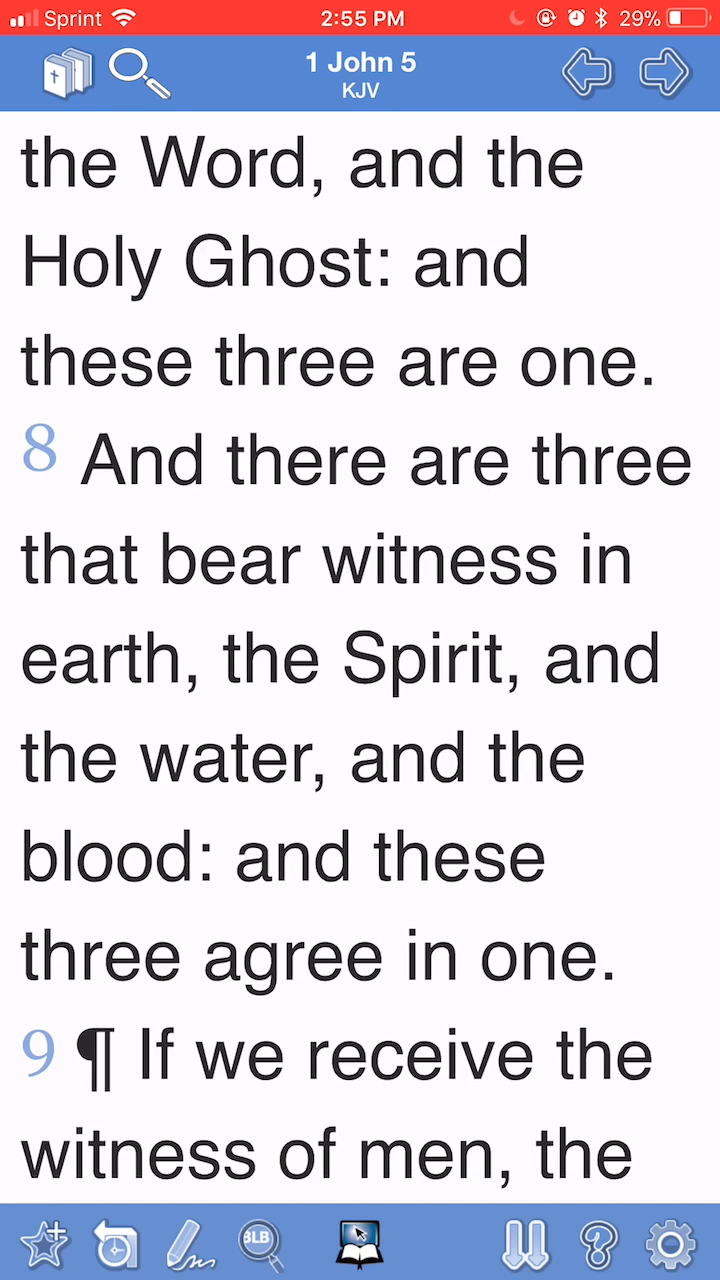 Sprint 2:55 PM 29%
1 John 5
KJV
the Word, and the
Holy Ghost: and
these three are one.
8 And there are three
that bear witness in
earth, the Spirit, and
the water, and the
blood: and these
three agree in one.
9 ¶ If we receive the
witness of men, the
BLB